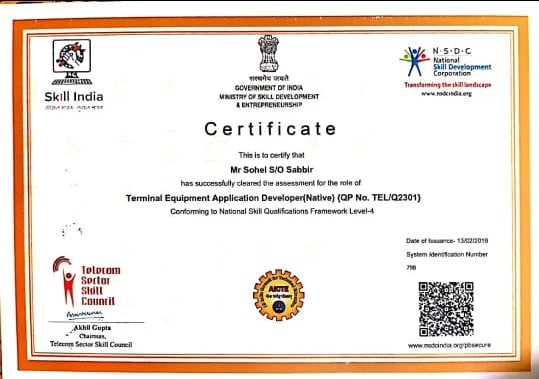 Skill India
सत्यमेव जयते
GOVERNMENT OF INDIA
MINISTRY OF SKILL DEVELOPMENT
& ENTREPRENEURSHIP
N·S·D·C
National
Skill Development
Corporation
Transforming the skill landscape
www.nsdcindia.org
Certificate
This is to certify that
Mr Sohel S/O Sabbir
has successfully cleared the assessment for the role of
Terminal Equipment Application Developer(Native) {QP No. TEL/Q2301}
Conforming to National Skill Qualifications Framework Level-4
Date of Issuance- 13/02/2019
System Identification Number
796
Telecom
Sector
Skill
Council
AICTE
Akhil Gupta
Chairman,
Telecom Sector Skill Council
www.nsdcindia.org/pbsecure